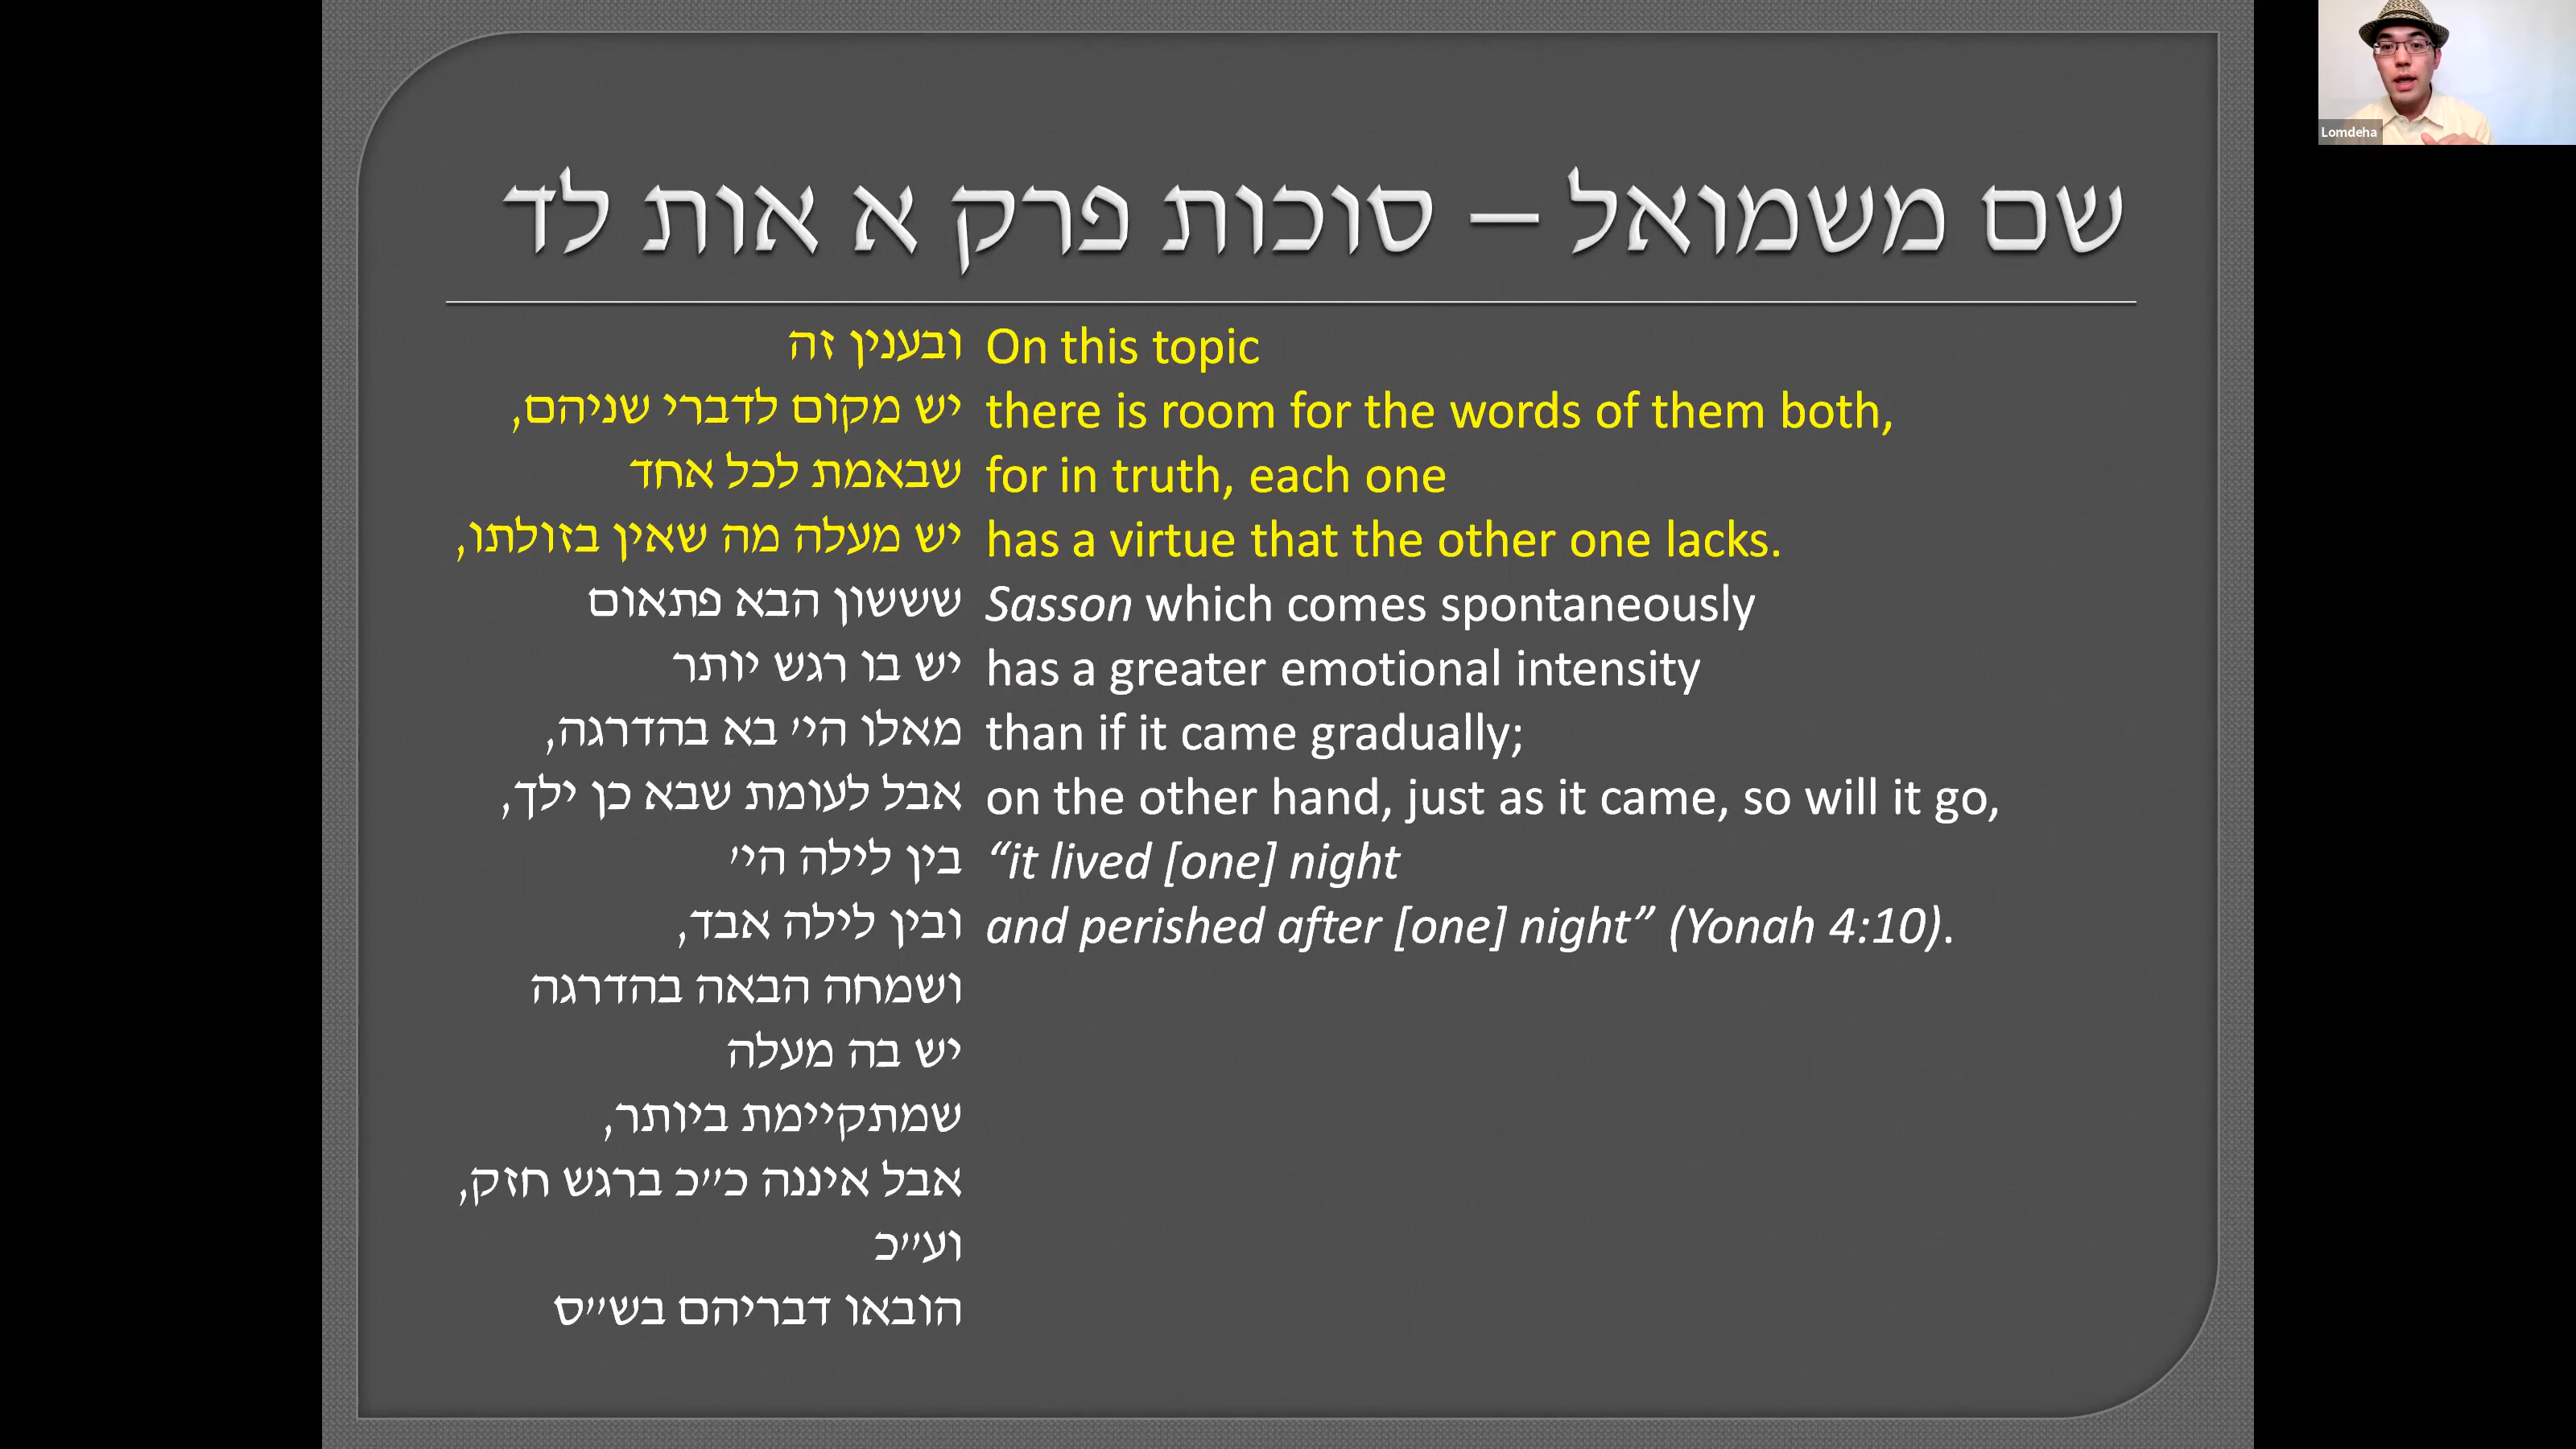 שם משמואל – סוכות פרק א אות לד
ובענין זה On this topic
יש מקום לדברי שניהם, there is room for the words of them both,
שבאמת לכל אחד for in truth, each one
יש מעלה מה שאין בזולתו, has a virtue that the other one lacks.
שששון הבא פתאום Sasson which comes spontaneously
יש בו רגש יותר has a greater emotional intensity
מאלו הי׳ בא בהדרגה, than if it came gradually;
אבל לעומת שבא כן ילך, on the other hand, just as it came, so will it go,
בין לילה הי׳ “it lived [one] night
ובין לילה אבד, and perished after [one] night” (Yonah 4:10).
ושמחה הבאה בהדרגה
יש בה מעלה
שמתקיימת ביותר,
אבל איננה כ״כ ברגש חזק,
וע״כ
הובאו דבריהם בש״ס
Lomdeha